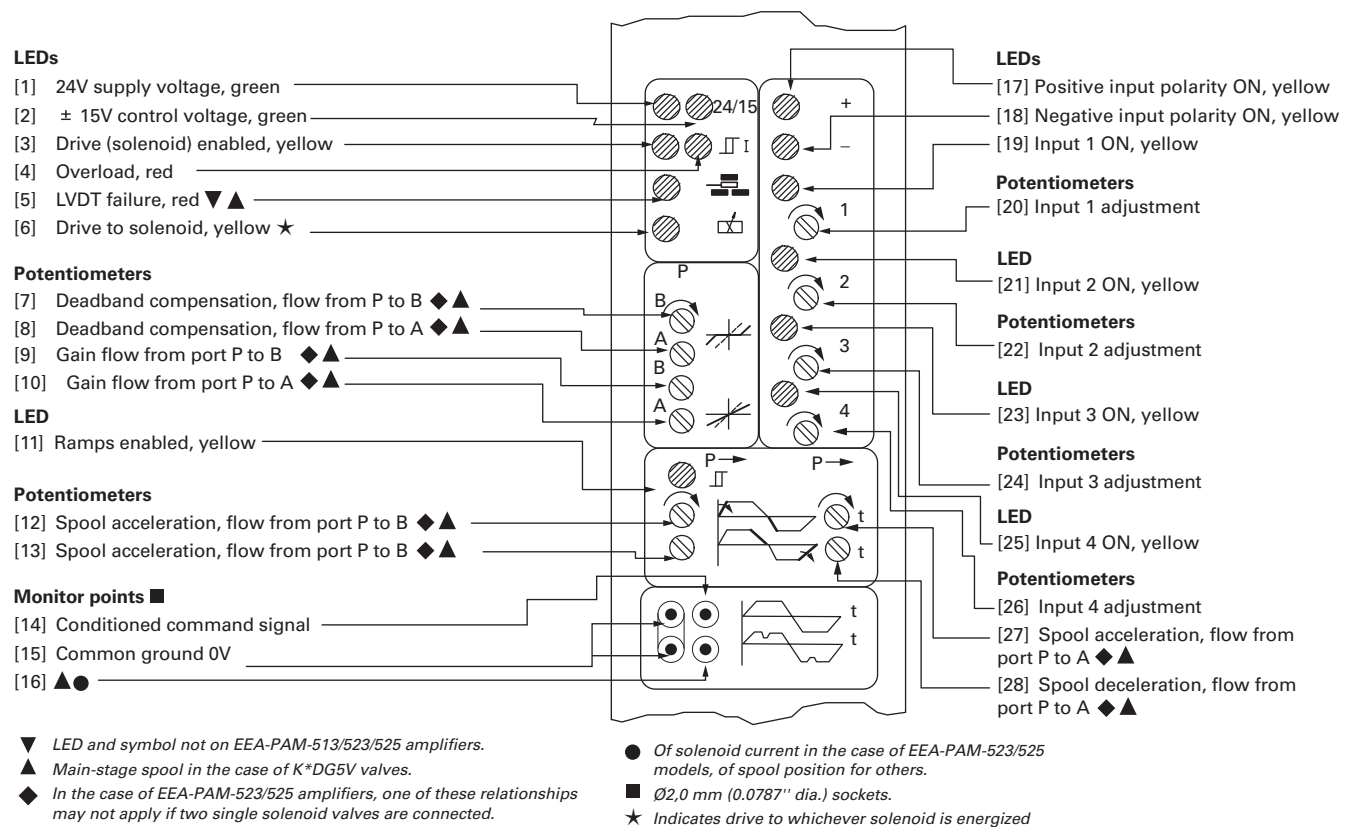 LEDs
[1] 24V supply voltage, green
[2] ± 15V control voltage, green
[3] Drive (solenoid) enabled, yellow
[4] Overload, red
[5] LVDT failure, red ▼ ▲
[6] Drive to solenoid, yellow ★
Potentiometers
[7] Deadband compensation, flow from P to B ◆ ▲
[8] Deadband compensation, flow from P to A ◆ ▲
[9] Gain flow from port P to B ◆ ▲
[10] Gain flow from port P to A ◆ ▲
LED
[11] Ramps enabled, yellow
Potentiometers
[12] Spool acceleration, flow from port P to B ◆ ▲
[13] Spool acceleration, flow from port P to B ◆ ▲
Monitor points ■
[14] Conditioned command signal
[15] Common ground 0V
[16] ▲●
24/15
I
P
B
A
B
A
+
–
1
2
3
4
P
P
t
t
t
t
LEDs
[17] Positive input polarity ON, yellow
[18] Negative input polarity ON, yellow
[19] Input 1 ON, yellow
Potentiometers
[20] Input 1 adjustment
LED
[21] Input 2 ON, yellow
Potentiometers
[22] Input 2 adjustment
LED
[23] Input 3 ON, yellow
Potentiometers
[24] Input 3 adjustment
LED
[25] Input 4 ON, yellow
Potentiometers
[26] Input 4 adjustment
[27] Spool acceleration, flow from
port P to A ◆ ▲
[28] Spool deceleration, flow from
port P to A ◆ ▲
▼ LED and symbol not on EEA-PAM-513/523/525 amplifiers.
▲ Main-stage spool in the case of K*DG5V valves.
◆ In the case of EEA-PAM-523/525 amplifiers, one of these relationships
may not apply if two single solenoid valves are connected.
● Of solenoid current in the case of EEA-PAM-523/525
models, of spool position for others.
■ Ø2,0 mm (0.0787'' dia.) sockets.
★ Indicates drive to whichever solenoid is energized